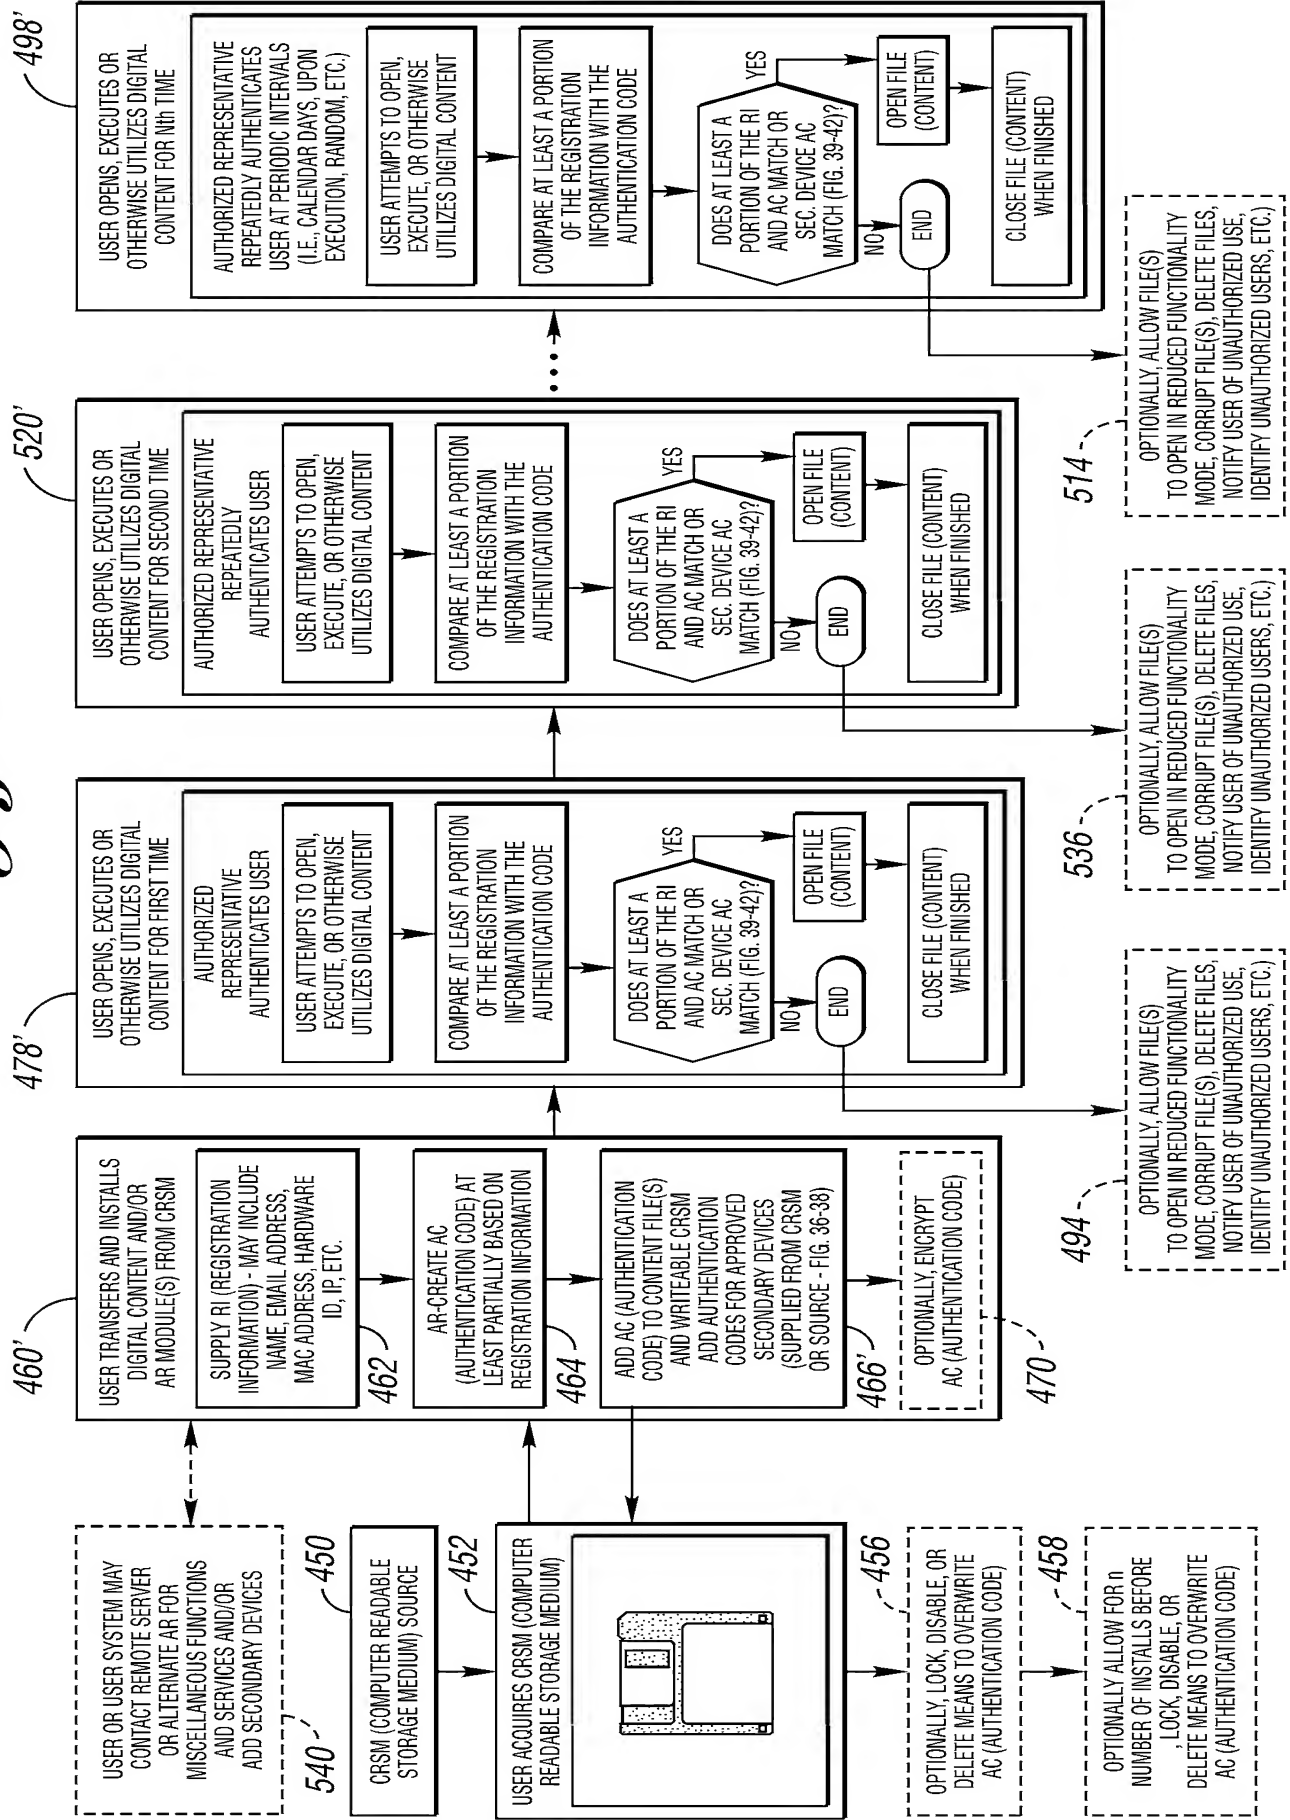 USER OR USER SYSTEM MAY
CONTACT REMOTE SERVER
OR ALTERNATE AR FOR
MISCELLANEOUS FUNCTIONS
AND SERVICES AND/OR
ADD SECONDARY DEVICES
540
CRSM (COMPUTER READABLE
STORAGE MEDIUM) SOURCE
450
USER ACQUIRES CRSM (COMPUTER
READABLE STORAGE MEDIUM)
452
OPTIONALLY, LOCK, DISABLE, OR
DELETE MEANS TO OVERWRITE
AC (AUTHENTICATION CODE)
456
OPTIONALLY ALLOW FOR n
NUMBER OF INSTALLS BEFORE
, LOCK, DISABLE, OR
DELETE MEANS TO OVERWRITE
AC (AUTHENTICATION CODE)
458
460'
USER TRANSFERS AND INSTALLS
DIGITAL CONTENT AND/OR
AR MODULE(S) FROM CRSM
SUPPLY RI (REGISTRATION
INFORMATION) - MAY INCLUDE
NAME, EMAIL ADDRESS,
MAC ADDRESS, HARDWARE
ID, IP, ETC.
462
AR-CREATE AC
(AUTHENTICATION CODE) AT
LEAST PARTIALLY BASED ON
REGISTRATION INFORMATION
464
ADD AC (AUTHENTICATION
CODE) TO CONTENT FILE(S)
AND WRITEABLE CRSM
ADD AUTHENTICATION
CODES FOR APPROVED
SECONDARY DEVICES
(SUPPLIED FROM CRSM
OR SOURCE - FIG. 36-38)
466'
OPTIONALLY, ENCRYPT
AC (AUTHENTICATION CODE)
470
478'
USER OPENS, EXECUTES OR
OTHERWISE UTILIZES DIGITAL
CONTENT FOR FIRST TIME
AUTHORIZED
REPRESENTATIVE
AUTHENTICATES USER
USER ATTEMPTS TO OPEN,
EXECUTE, OR OTHERWISE
UTILIZES DIGITAL CONTENT
COMPARE AT LEAST A PORTION
OF THE REGISTRATION
INFORMATION WITH THE
AUTHENTICATION CODE
DOES AT LEAST A
PORTION OF THE RI
AND AC MATCH OR
SEC. DEVICE AC
MATCH (FIG. 39-42)?
YES
NO
OPEN FILE
(CONTENT)
END
CLOSE FILE (CONTENT)
WHEN FINISHED
494
OPTIONALLY, ALLOW FILE(S)
TO OPEN IN REDUCED FUNCTIONALITY
MODE, CORRUPT FILE(S), DELETE FILES,
NOTIFY USER OF UNAUTHORIZED USE,
IDENTIFY UNAUTHORIZED USERS, ETC.)
520'
USER OPENS, EXECUTES OR
OTHERWISE UTILIZES DIGITAL
CONTENT FOR SECOND TIME
AUTHORIZED REPRESENTATIVE
REPEATEDLY
AUTHENTICATES USER
USER ATTEMPTS TO OPEN,
EXECUTE, OR OTHERWISE
UTILIZES DIGITAL CONTENT
COMPARE AT LEAST A PORTION
OF THE REGISTRATION
INFORMATION WITH THE
AUTHENTICATION CODE
DOES AT LEAST A
PORTION OF THE RI
AND AC MATCH OR
SEC. DEVICE AC
MATCH (FIG. 39-42)?
YES
NO
OPEN FILE
(CONTENT)
END
CLOSE FILE (CONTENT)
WHEN FINISHED
536
OPTIONALLY, ALLOW FILE(S)
TO OPEN IN REDUCED FUNCTIONALITY
MODE, CORRUPT FILE(S), DELETE FILES,
NOTIFY USER OF UNAUTHORIZED USE,
IDENTIFY UNAUTHORIZED USERS, ETC.)
498'
USER OPENS, EXECUTES OR
OTHERWISE UTILIZES DIGITAL
CONTENT FOR Nth TIME
AUTHORIZED REPRESENTATIVE
REPEATEDLY AUTHENTICATES
USER AT PERIODIC INTERVALS
(I.E., CALENDAR DAYS, UPON
EXECUTION, RANDOM, ETC.)
USER ATTEMPTS TO OPEN,
EXECUTE, OR OTHERWISE
UTILIZES DIGITAL CONTENT
COMPARE AT LEAST A PORTION
OF THE REGISTRATION
INFORMATION WITH THE
AUTHENTICATION CODE
DOES AT LEAST A
PORTION OF THE RI
AND AC MATCH OR
SEC. DEVICE AC
MATCH (FIG. 39-42)?
YES
NO
OPEN FILE
(CONTENT)
END
CLOSE FILE (CONTENT)
WHEN FINISHED
514
OPTIONALLY, ALLOW FILE(S)
TO OPEN IN REDUCED FUNCTIONALITY
MODE, CORRUPT FILE(S), DELETE FILES,
NOTIFY USER OF UNAUTHORIZED USE,
IDENTIFY UNAUTHORIZED USERS, ETC.)